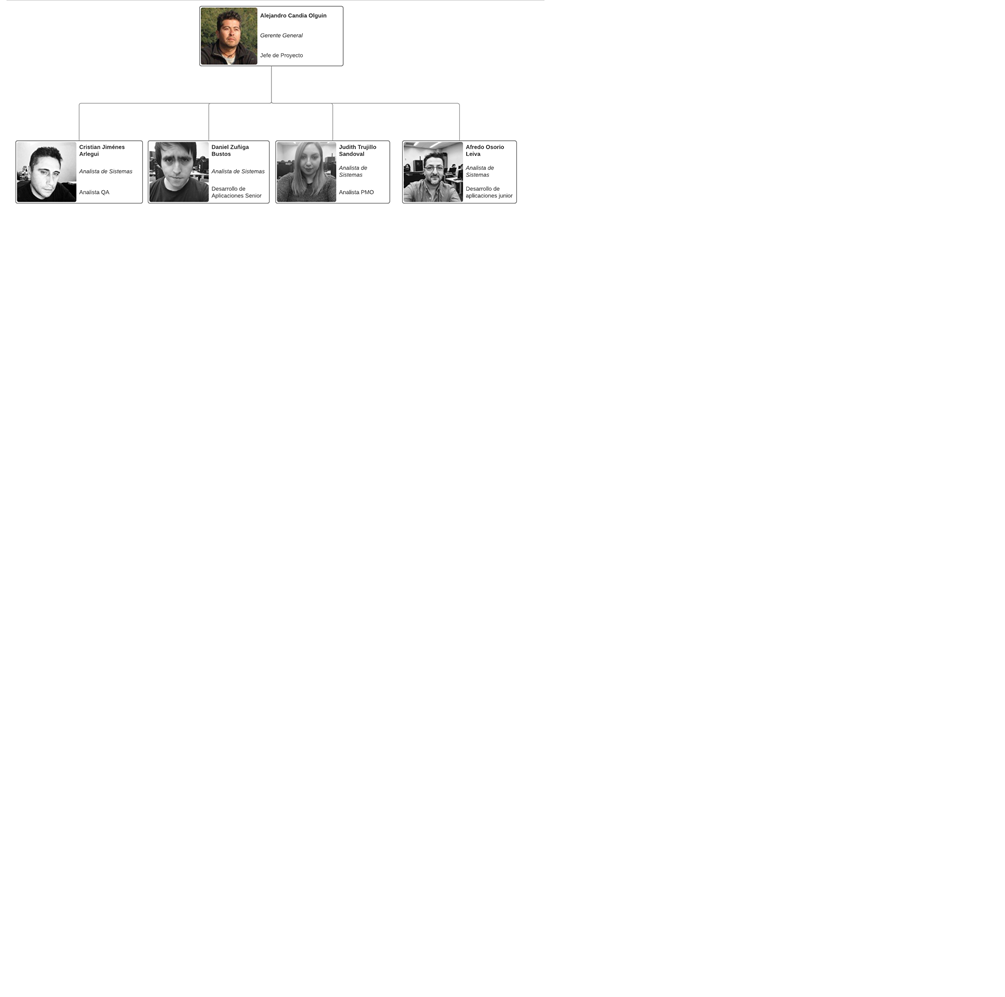 Alejandro Candia Olguín
Gerente General
Jefe de Proyecto
Cristian Jiménes
Arlegui
Analista de Sistemas
Analista QA
Daniel Zuñiga
Bustos
Analista de Sistemas
Desarrollo de
Aplicaciones Senior
Judith Trujillo
Sandoval
Analista de
Sistemas
Analista PMO
Afredo Osorio
Leiva
Analista de
Sistemas
Desarrollo de
aplicaciones junior